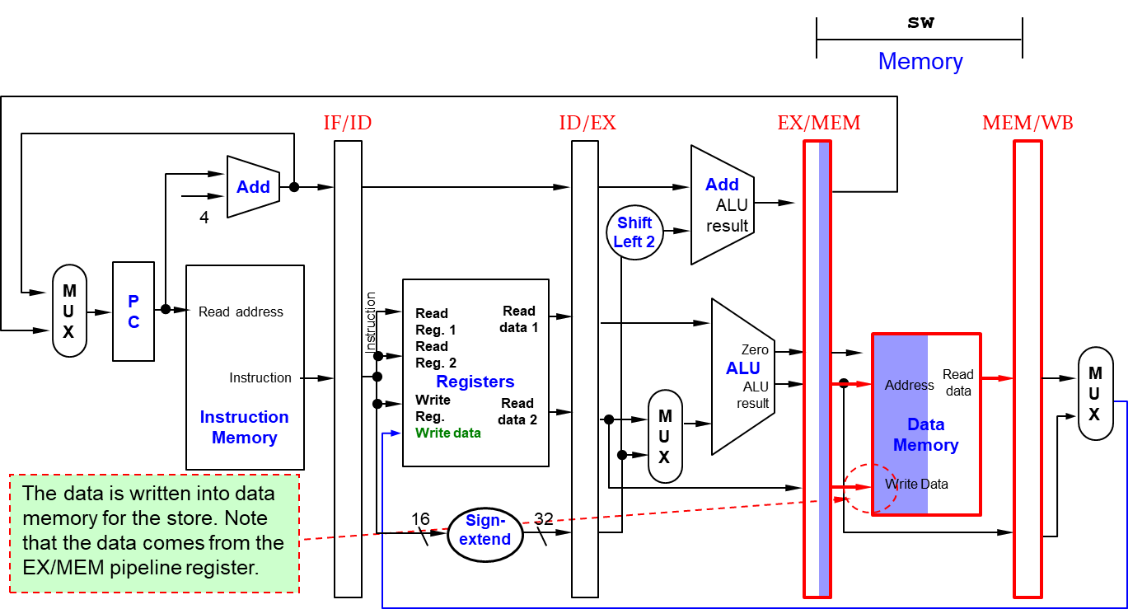 sw
Memory
IF/ID
ID/EX
EX/MEM
MEM/WB
Add
4
Add
ALU
result
Shift
Left 2
M
U
X
P
C
Read address
Instruction
Instruction
Memory
Instruction
Read
Reg. 1
Read
Reg. 2
Registers
Write
Reg.
Write data
Read
data 1
Read
data 2
M
U
X
Zero
ALU
ALU
result
Address
Read
data
Data
Memory
Write Data
M
U
X
16
Sign-
extend
32
The data is written into data
memory for the store. Note
that the data comes from the
EX/MEM pipeline register.